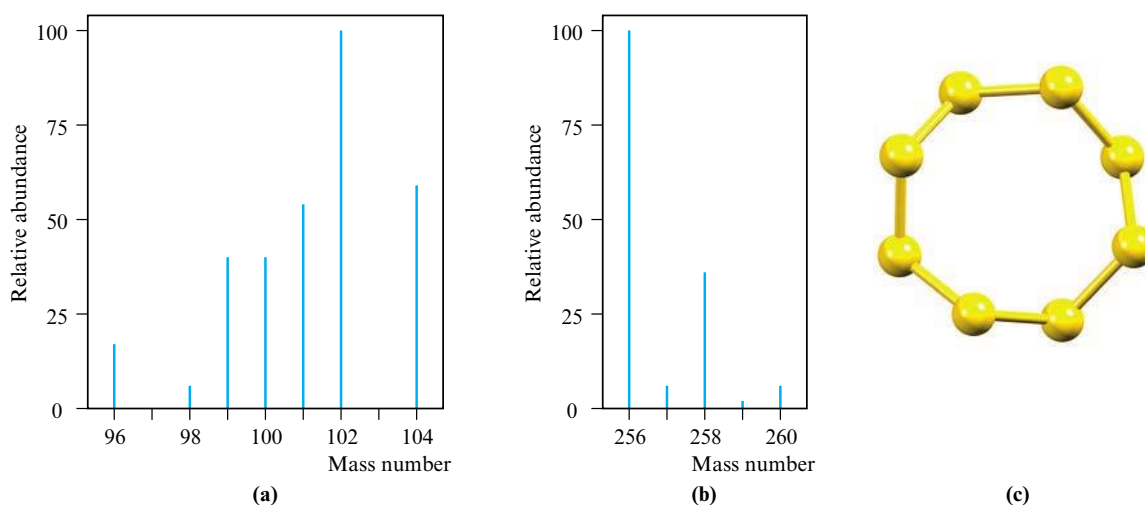 100
75
50
25
0
Relative abundance
96 98 100 102 104
Mass number
(a)
100
75
50
25
0
Relative abundance
256 258 260
Mass number
(b)
(c)